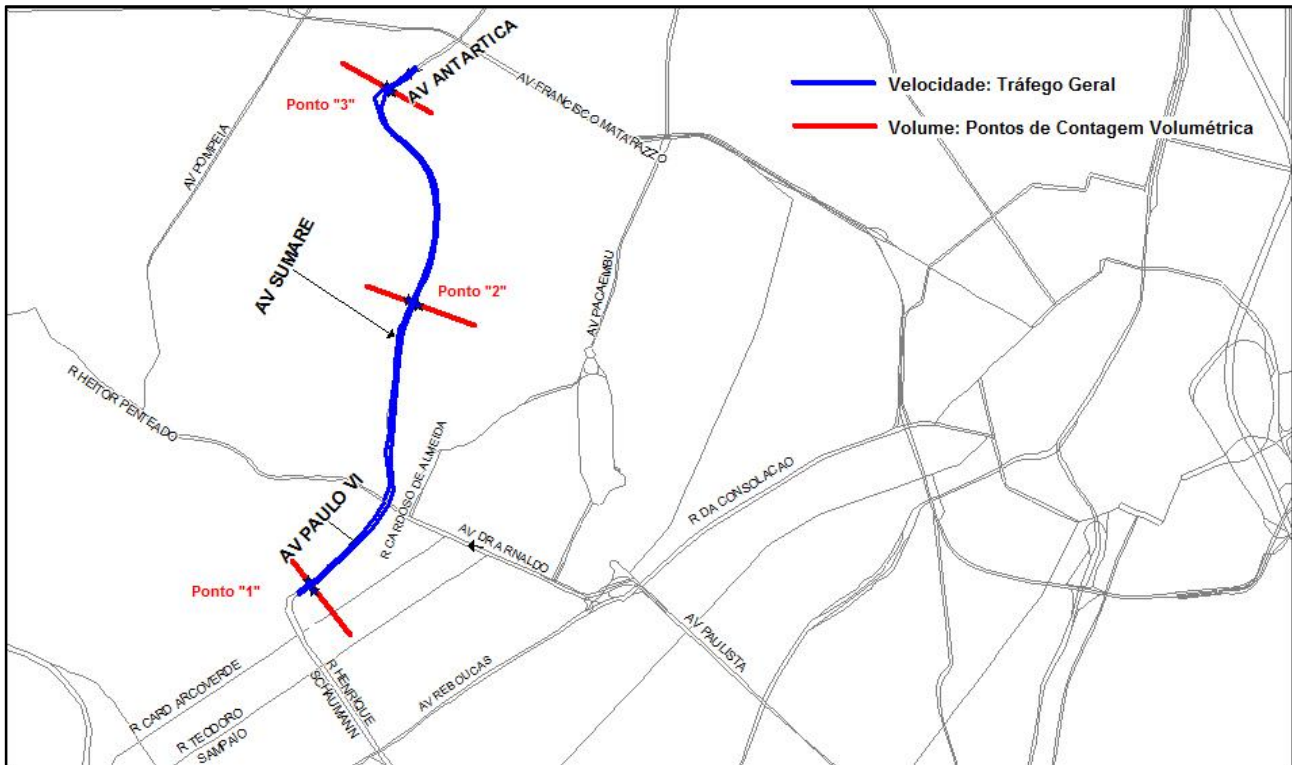 AV ANTARTICA
Ponto "3"
AV. FRANCISCO MATARAZZO
Velocidade: Tráfego Geral
Volume: Pontos de Contagem Volumétrica
AV POMPEIA
AV SUMARE
Ponto "2"
AV PACAEMBU
R HEITOR PENTEADO
R CARDOSO DE ALMEIDA
R DA CONSOLACAO
AV PAULO VI
AV DR ARNALDO
Ponto "1"
AV PAULISTA
R CARD ARCOVERDE
R HENRIQUE
SCHAUMANN
AV REBOUCAS
R TEODORO
SAMPAIO